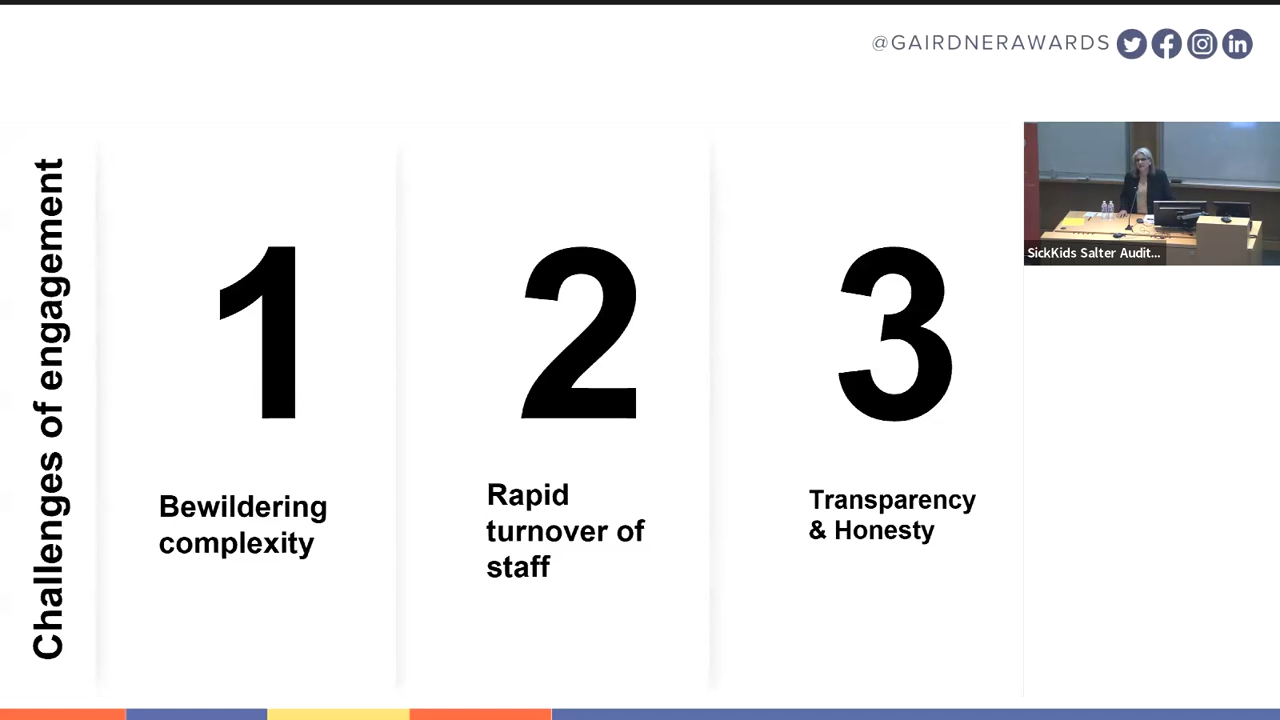 @GAIRDNERAWARDS
Challenges of engagement
1
Bewildering
complexity
2
Rapid
turnover of
staff
3
Transparency
& Honesty
SickKids Salter Audit...